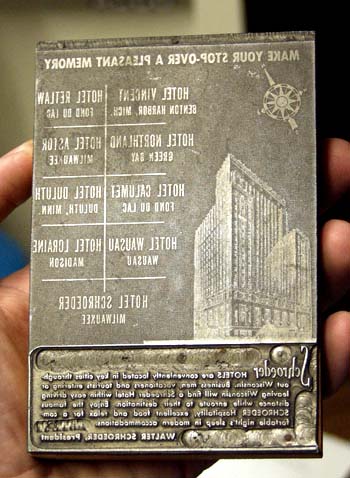 MAKE YOUR STOP-OVER A PLEASANT MEMORY
HOTEL VINCENT
BENTON HARBOR, MICH.
HOTEL RETLAW
FOND DU LAC
HOTEL NORTHLAND
GREEN BAY
HOTEL ASTOR
MILWAUKEE
HOTEL CALUMET
FOND DU LAC
HOTEL DULUTH
DULUTH, MINN.
HOTEL WAUSAU
WAUSAU
HOTEL LORAINE
MADISON
HOTEL SCHROEDER
MILWAUKEE
Schroeder HOTELS are conveniently located in key cities through-
out Wisconsin. Business men, vacationers and tourists entering or
leaving Wisconsin will find a Schroeder Hotel within easy driving
distance while enroute to their destination. Enjoy the famous
SCHROEDER Hospitality, excellent food and relax for a com-
fortable night's sleep in modern accommodations.
WALTER SCHROEDER, President